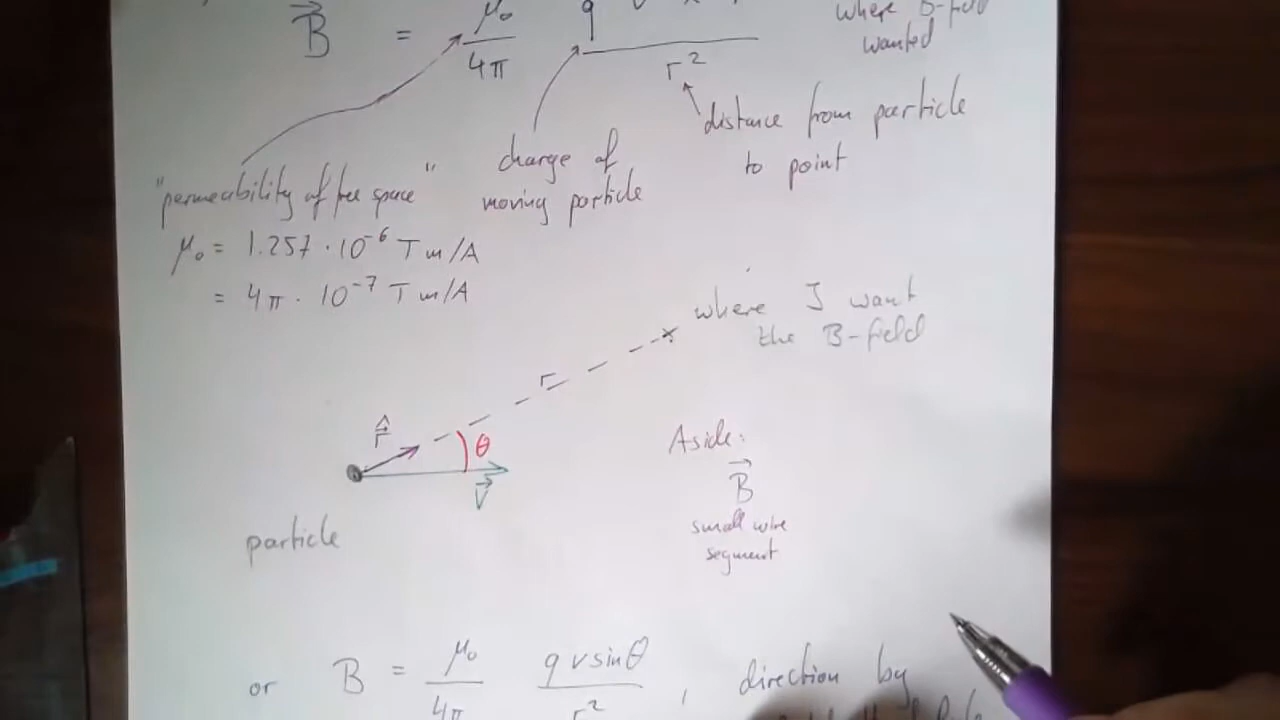 B⃗ = μ₀ q
4π r²
where B-field
wanted
distance from particle
to point
charge of
moving particle
"permeability of free space"
μ₀ = 1.257 · 10⁻⁶ T m/A
= 4π · 10⁻⁷ T m/A
where I want
the B-field
r
r̂
θ
v⃗
particle
Aside:
B⃗
small wire
segment
or B = μ₀ q v sinθ , direction by
4π r²